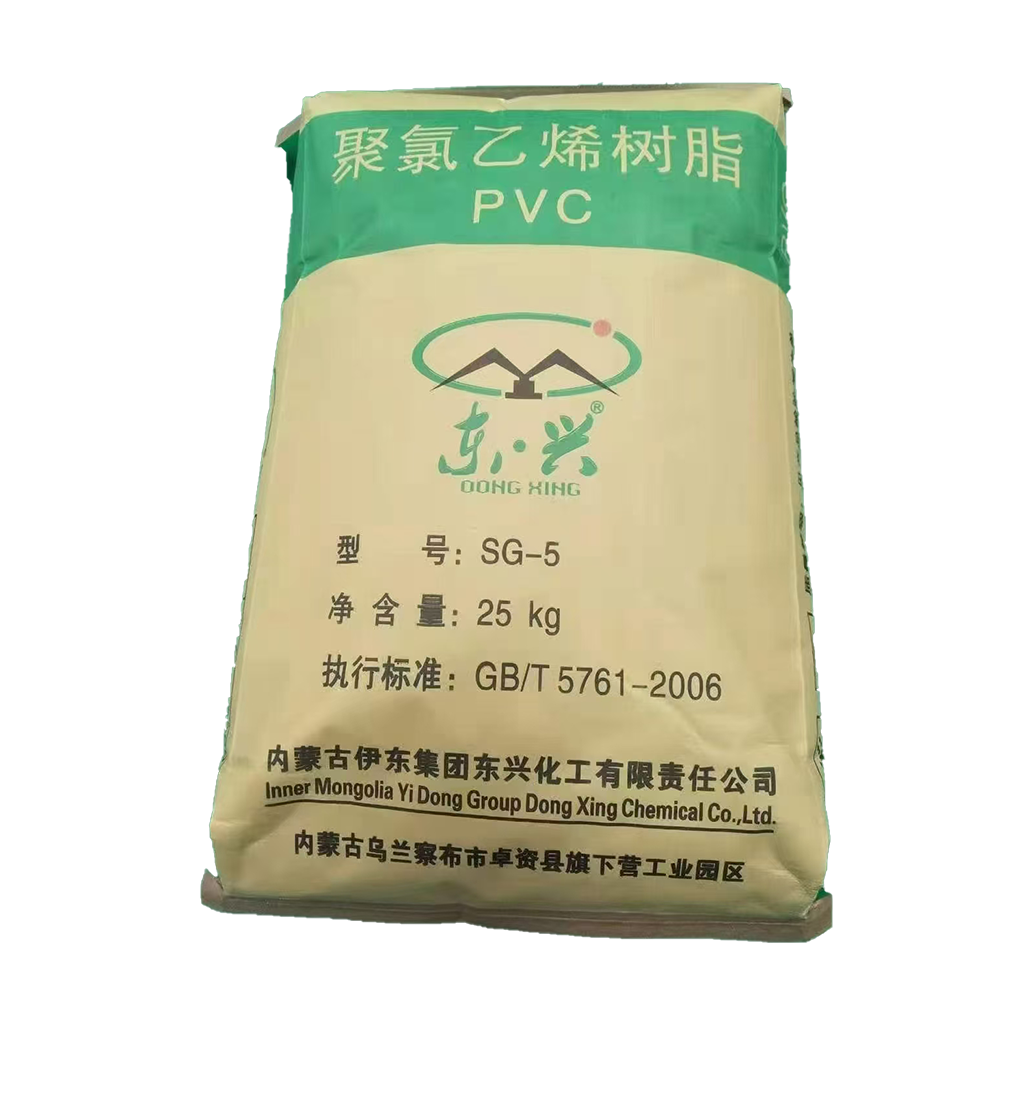 聚氯乙烯树脂
PVC
东·兴®
DONG XING
型 号: SG-5
净 含 量: 25 kg
执行标准: GB/T 5761-2006
内蒙古伊东集团东兴化工有限责任公司
Inner Mongolia Yi Dong Group Dong Xing Chemical Co.,Ltd.
内蒙古乌兰察布市卓资县旗下营工业园区